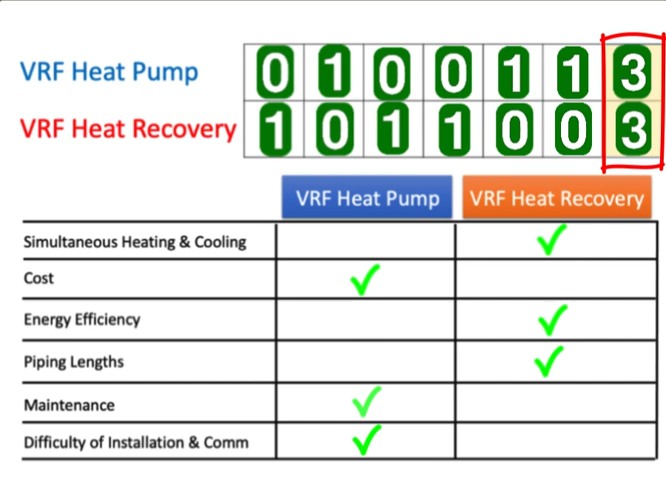 VRF Heat Pump 0 1 0 0 1 1 3
VRF Heat Recovery 1 0 1 1 0 0 3
VRF Heat Pump VRF Heat Recovery
Simultaneous Heating & Cooling
Cost
Energy Efficiency
Piping Lengths
Maintenance
Difficulty of Installation & Comm